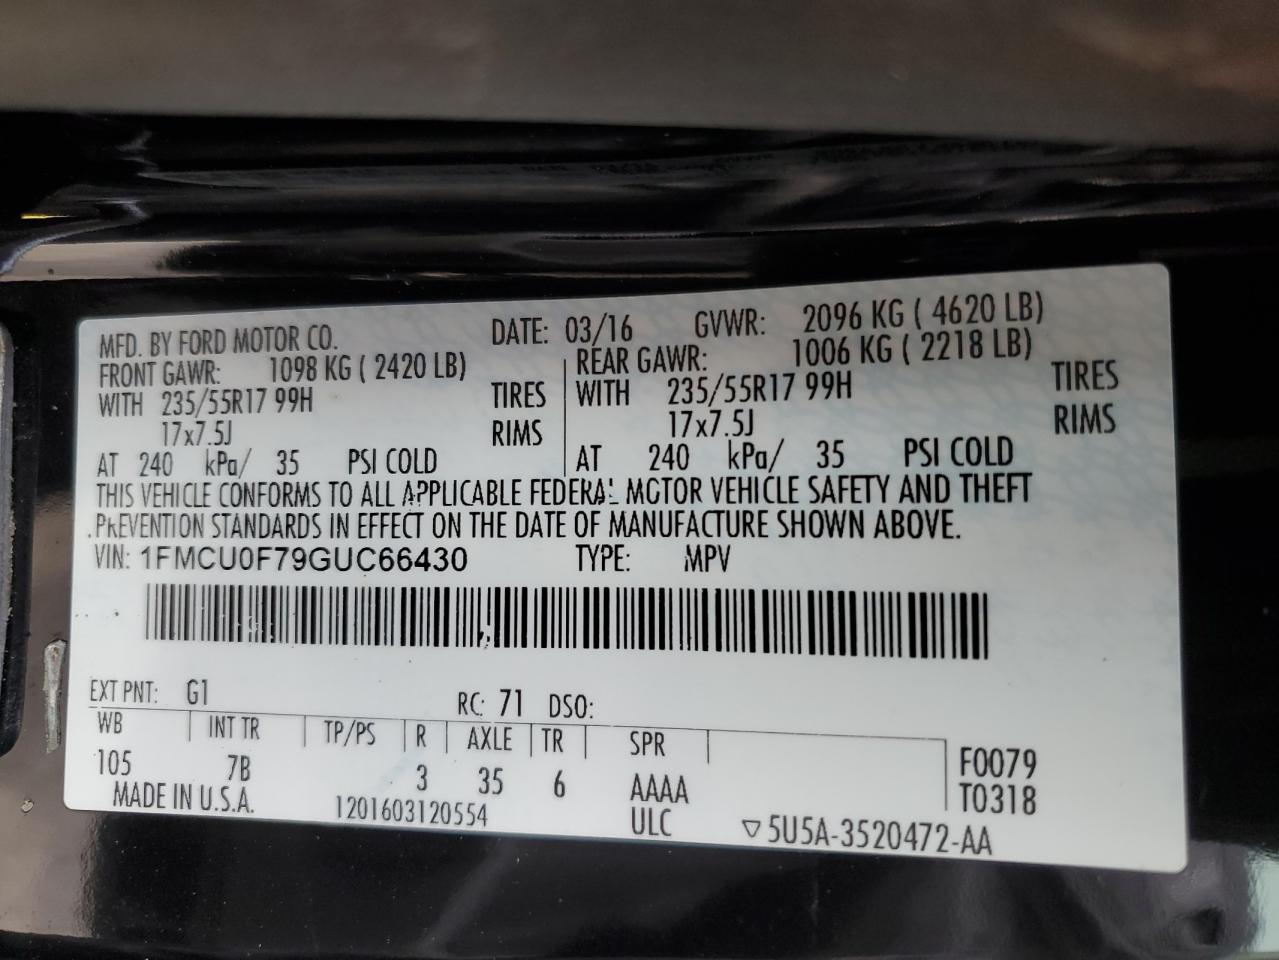 MFD. BY FORD MOTOR CO. DATE: 03/16 GVWR: 2096 KG ( 4620 LB)
FRONT GAWR: 1098 KG ( 2420 LB) REAR GAWR: 1006 KG ( 2218 LB)
WITH 235/55R17 99H TIRES WITH 235/55R17 99H TIRES
17x7.5J RIMS 17x7.5J RIMS
AT 240 kPa/ 35 PSI COLD AT 240 kPa/ 35 PSI COLD
THIS VEHICLE CONFORMS TO ALL APPLICABLE FEDERAL MOTOR VEHICLE SAFETY AND THEFT
PREVENTION STANDARDS IN EFFECT ON THE DATE OF MANUFACTURE SHOWN ABOVE.
VIN: 1FMCU0F79GUC66430 TYPE: MPV
EXT PNT: G1 RC: 71 DSO:
WB INT TR TP/PS R AXLE TR SPR
105 7B 3 35 6 AAAA F0079
MADE IN U.S.A. 1201603120554 ULC T0318
▽5U5A-3520472-AA